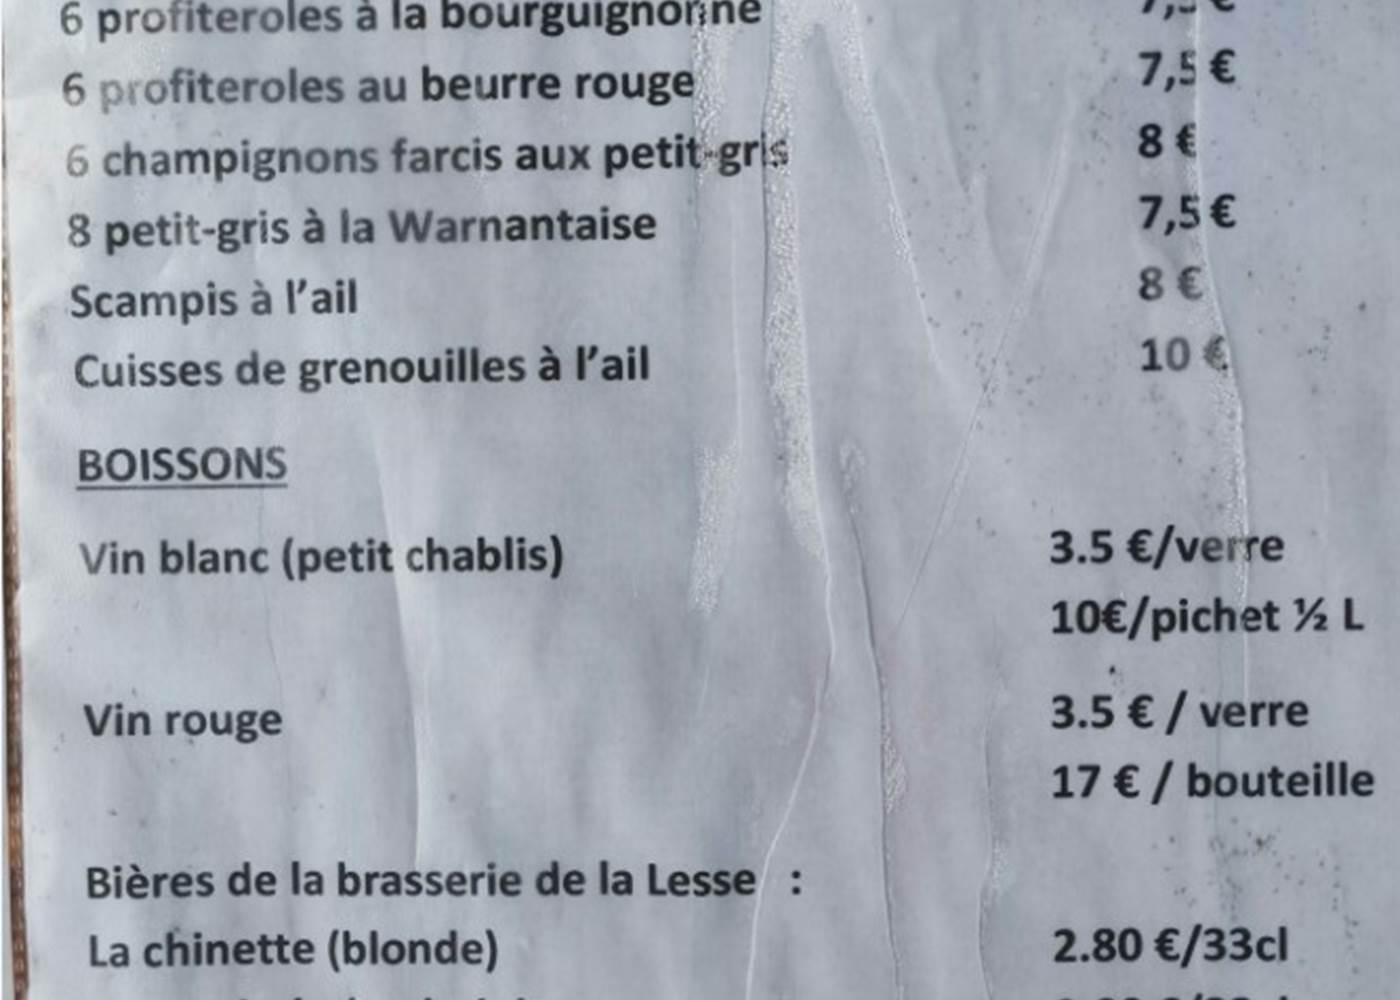 6 profiteroles à la bourguignonne 7,5 €
6 profiteroles au beurre rouge 7,5 €
6 champignons farcis aux petit-gris 8 €
8 petit-gris à la Warnantaise 7,5 €
Scampis à l’ail 8 €
Cuisses de grenouilles à l’ail 10 €
BOISSONS
Vin blanc (petit chablis) 3.5 €/verre
10€/pichet ½ L
Vin rouge 3.5 € / verre
17 € / bouteille
Bières de la brasserie de la Lesse :
La chinette (blonde) 2.80 €/33cl